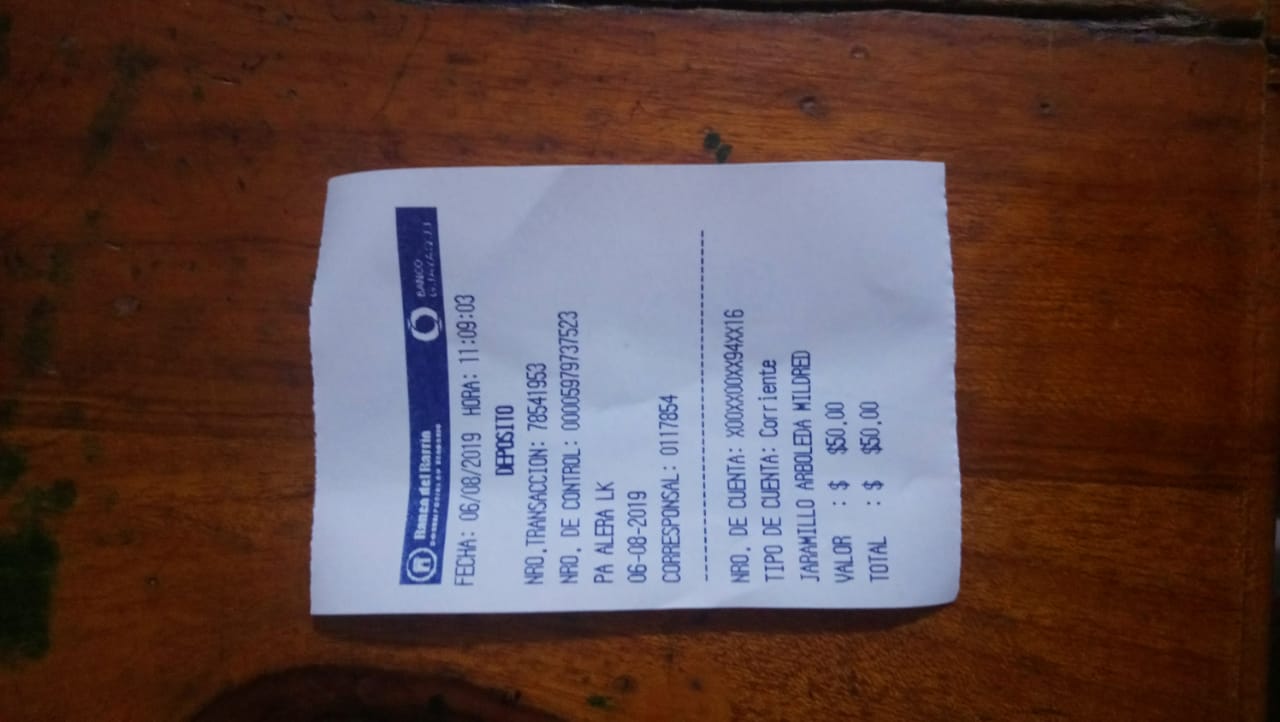 Banco del Barrio
BANCO
GUAYAQUIL
FECHA: 06/08/2019 HORA: 11:09:03
DEPOSITO
NRO.TRANSACCION: 78541953
NRO. DE CONTROL: 00005979737523
PA ALERA LK
06-08-2019
CORRESPONSAL: 0117854
--------------------------------------
NRO. DE CUENTA: X00XX00XX94XX16
TIPO DE CUENTA: Corriente
JARAMILLO ARBOLEDA MILDRED
VALOR : $ $50.00
TOTAL : $ $50.00